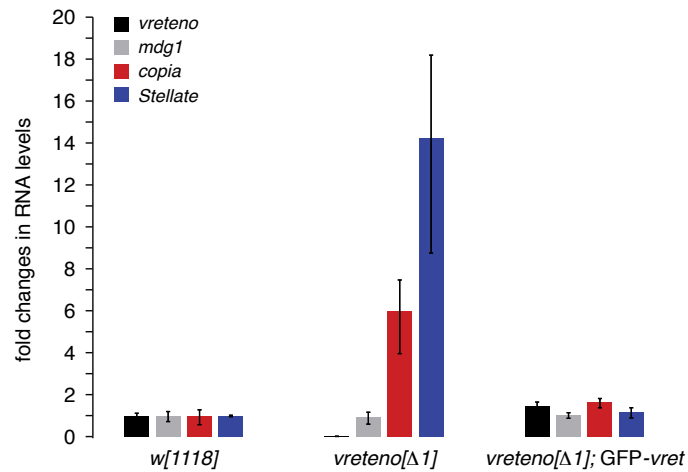 fold changes in RNA levels
20
18
16
14
12
10
8
6
4
2
0
vreteno
mdg1
copia
Stellate
w[1118]
vreteno[Δ1]
vreteno[Δ1]; GFP-vret